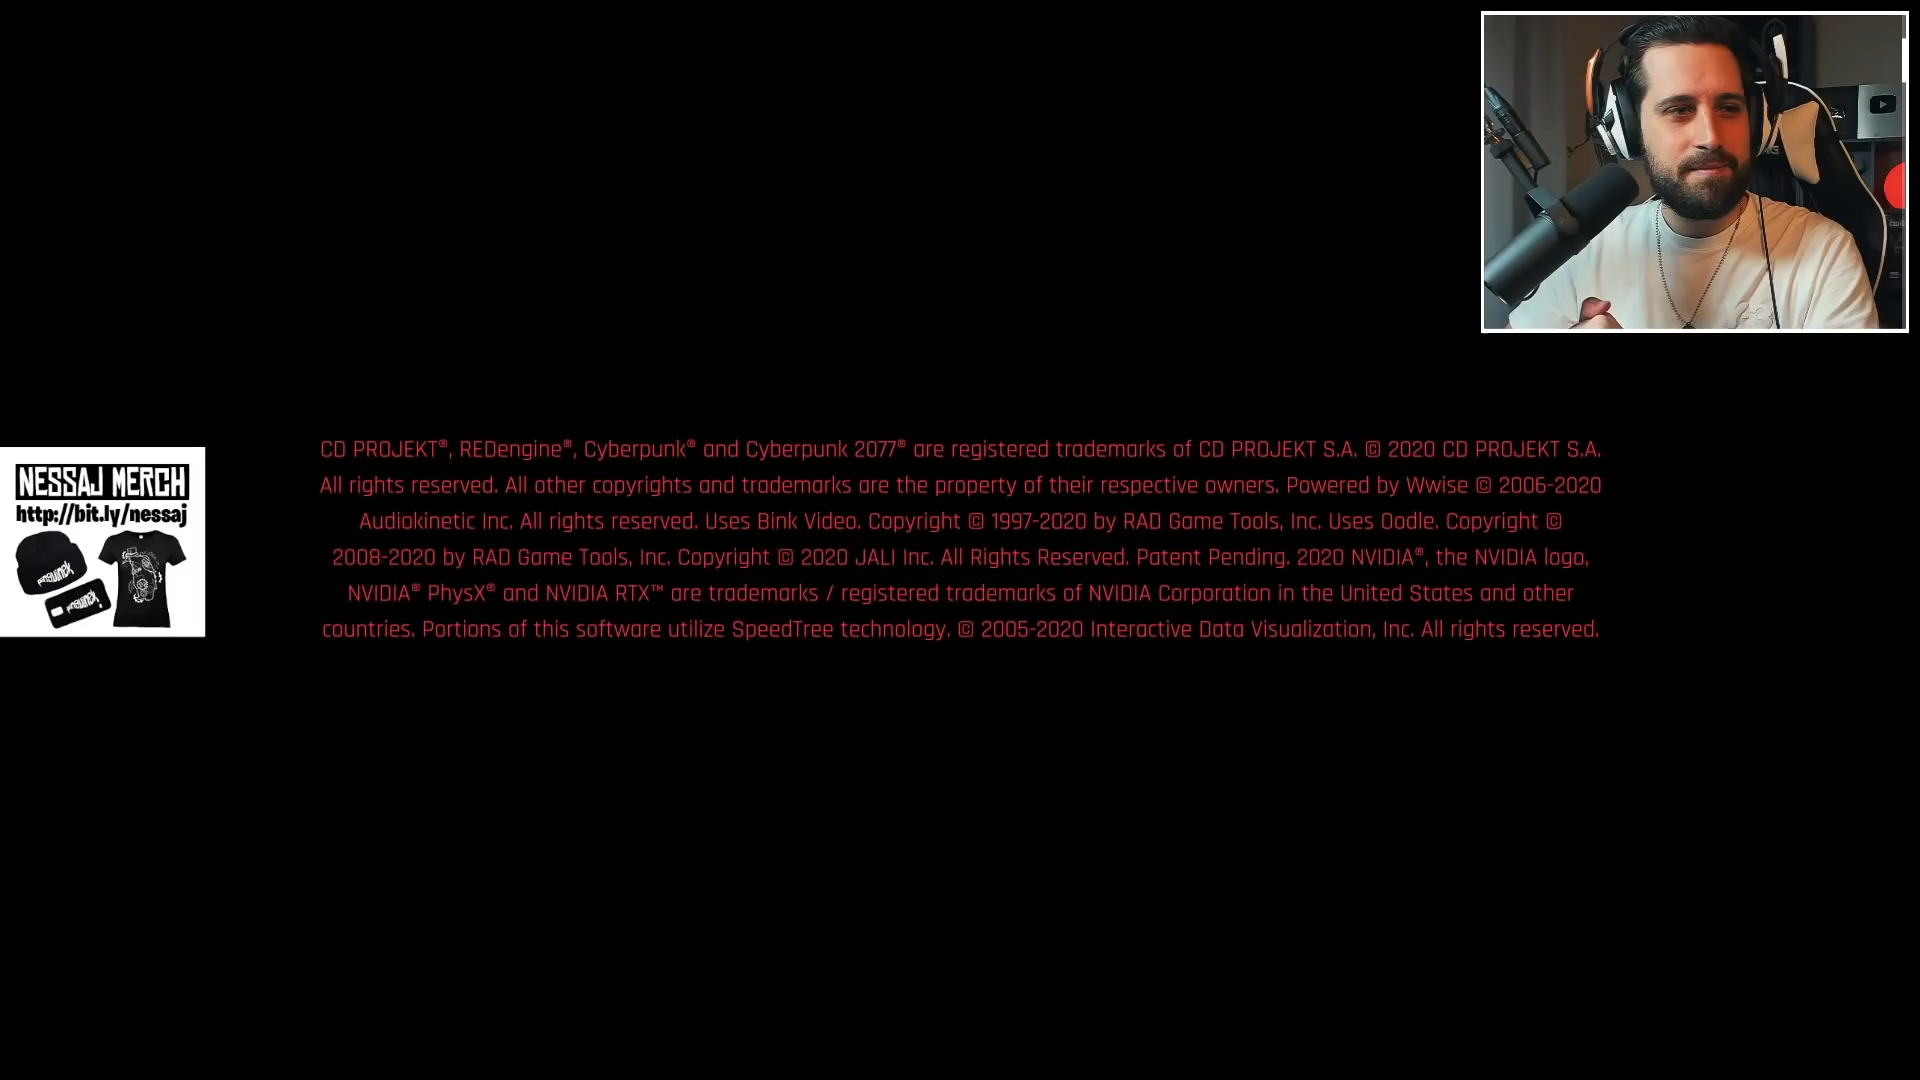 NESSAJ MERCH
http://bit.ly/nessaj
CD PROJEKT®, REDengine®, Cyberpunk® and Cyberpunk 2077® are registered trademarks of CD PROJEKT S.A. © 2020 CD PROJEKT S.A.
All rights reserved. All other copyrights and trademarks are the property of their respective owners. Powered by Wwise © 2006-2020
Audiokinetic Inc. All rights reserved. Uses Bink Video. Copyright © 1997-2020 by RAD Game Tools, Inc. Uses Oodle. Copyright ©
2008-2020 by RAD Game Tools, Inc. Copyright © 2020 JALI Inc. All Rights Reserved. Patent Pending. 2020 NVIDIA®, the NVIDIA logo,
NVIDIA® PhysX® and NVIDIA RTX™ are trademarks / registered trademarks of NVIDIA Corporation in the United States and other
countries. Portions of this software utilize SpeedTree technology. © 2005-2020 Interactive Data Visualization, Inc. All rights reserved.